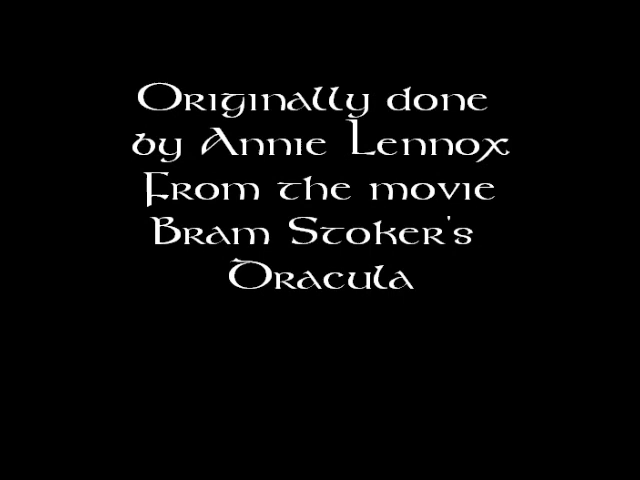 Originally done
by Annie Lennox
From the movie
Bram Stoker's
Dracula